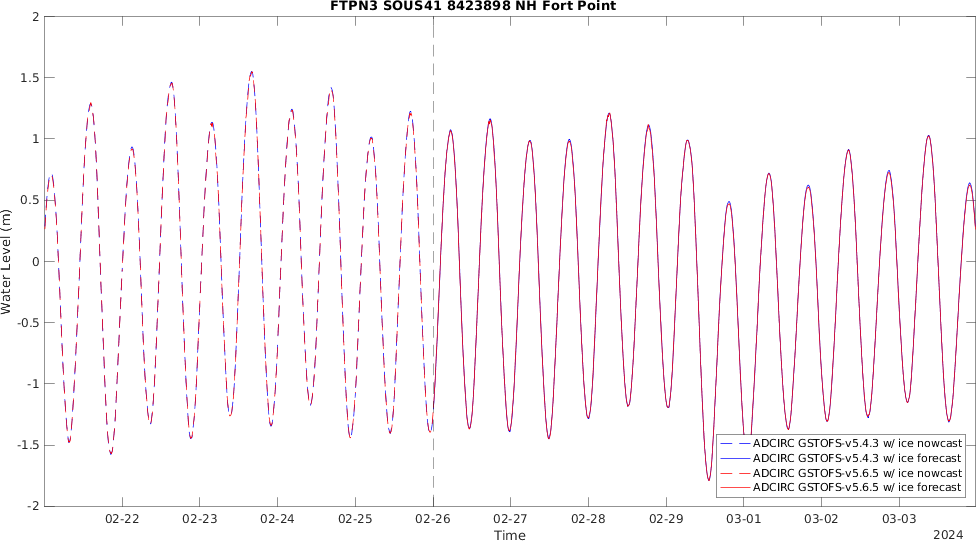 FTPN3 SOUS41 8423898 NH Fort Point
2
1.5
1
0.5
0
-0.5
-1
-1.5
-2
Water Level (m)
02-22 02-23 02-24 02-25 02-26 02-27 02-28 02-29 03-01 03-02 03-03
Time
2024
ADCIRC GSTOFS-v5.4.3 w/ ice nowcast
ADCIRC GSTOFS-v5.4.3 w/ ice forecast
ADCIRC GSTOFS-v5.6.5 w/ ice nowcast
ADCIRC GSTOFS-v5.6.5 w/ ice forecast